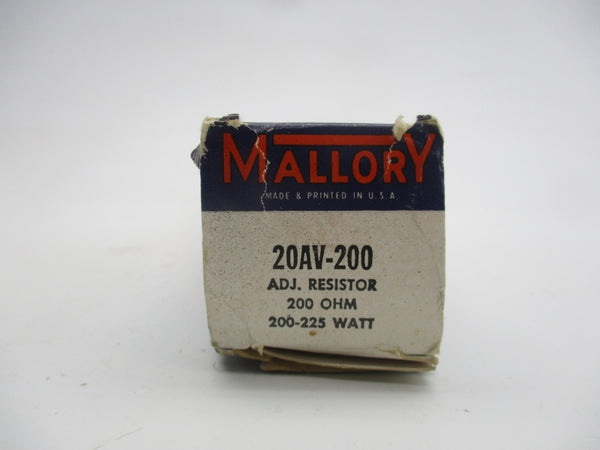 MALLORY
MADE & PRINTED IN U.S.A.
20AV-200
ADJ. RESISTOR
200 OHM
200-225 WATT